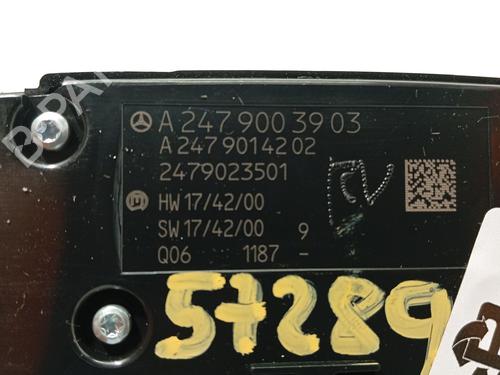 A 247 900 39 03
A 247 901 42 02
2479023501
HW 17/42/00
SW 17/42/00 9
Q06 1187 -
57289